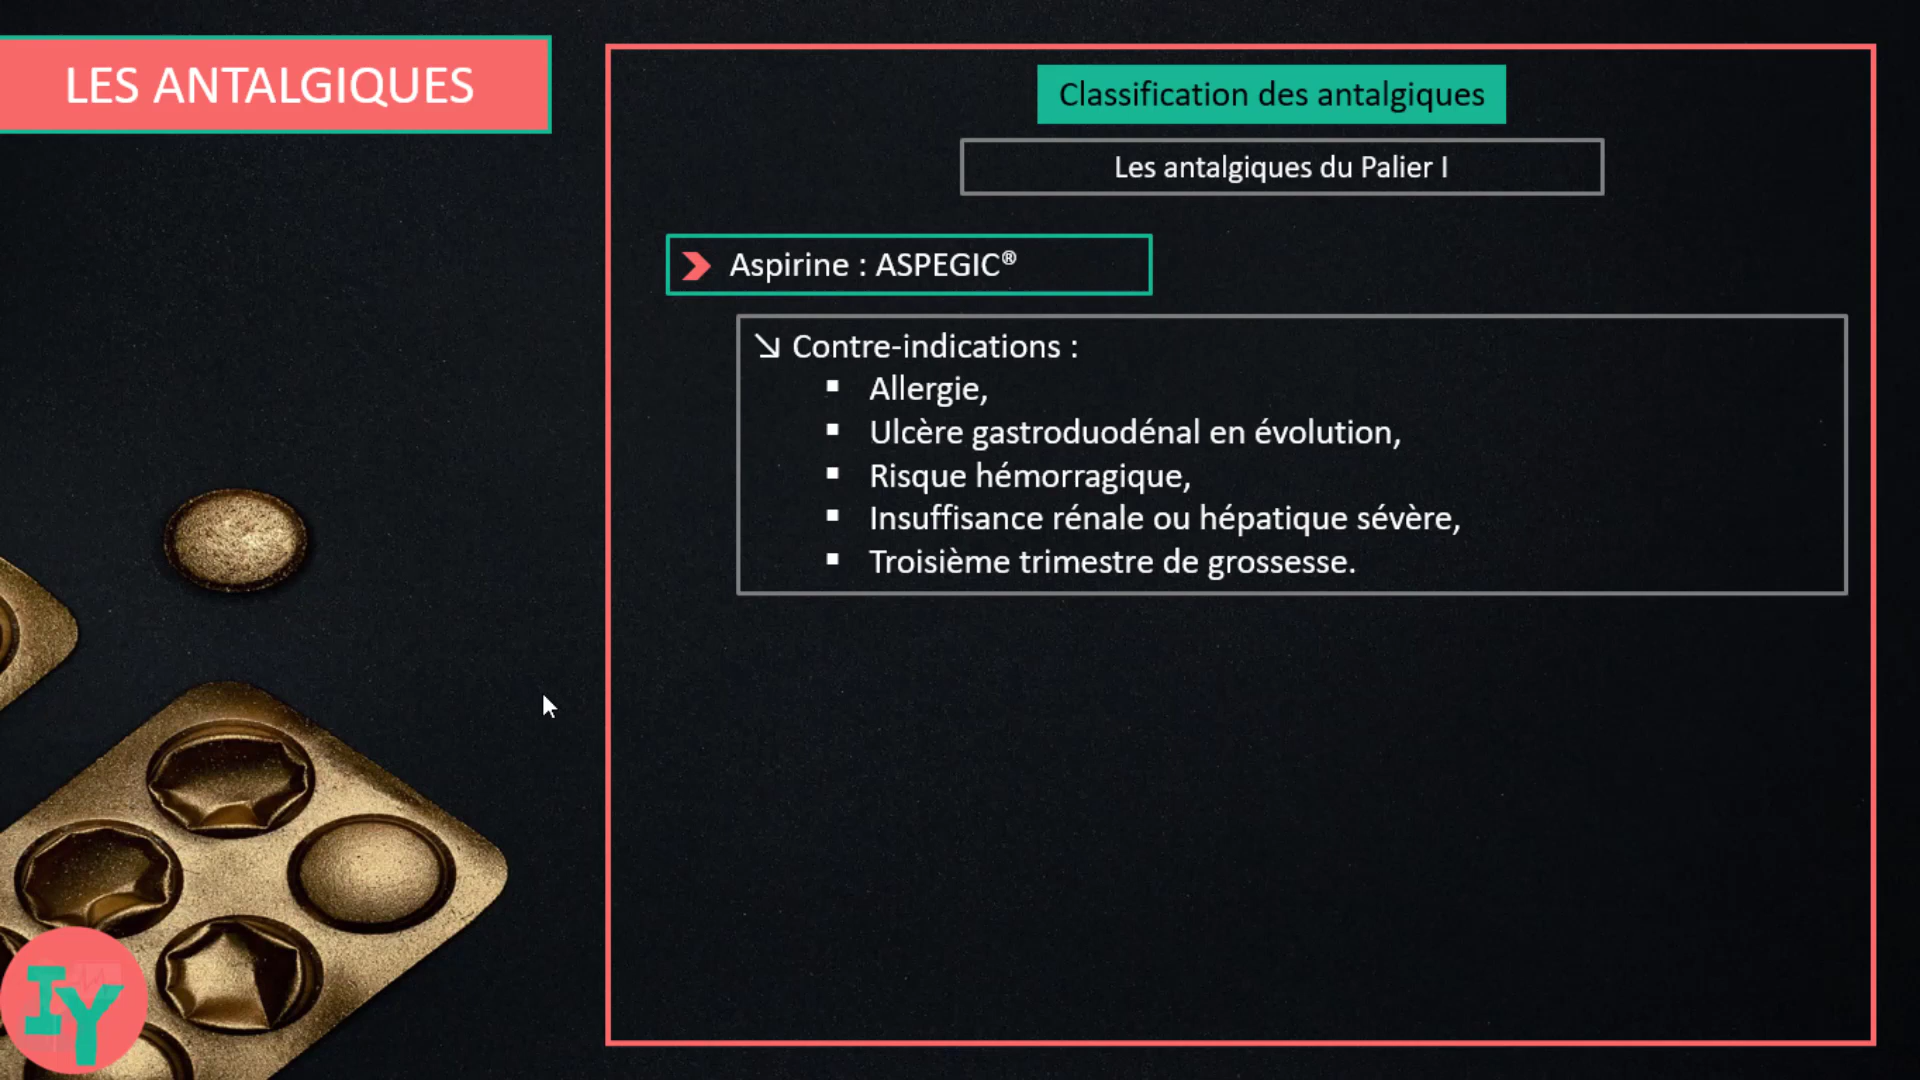 LES ANTALGIQUES
Classification des antalgiques
Les antalgiques du Palier I
Aspirine : ASPEGIC®
↘ Contre-indications :
▪ Allergie,
▪ Ulcère gastroduodénal en évolution,
▪ Risque hémorragique,
▪ Insuffisance rénale ou hépatique sévère,
▪ Troisième trimestre de grossesse.
IY